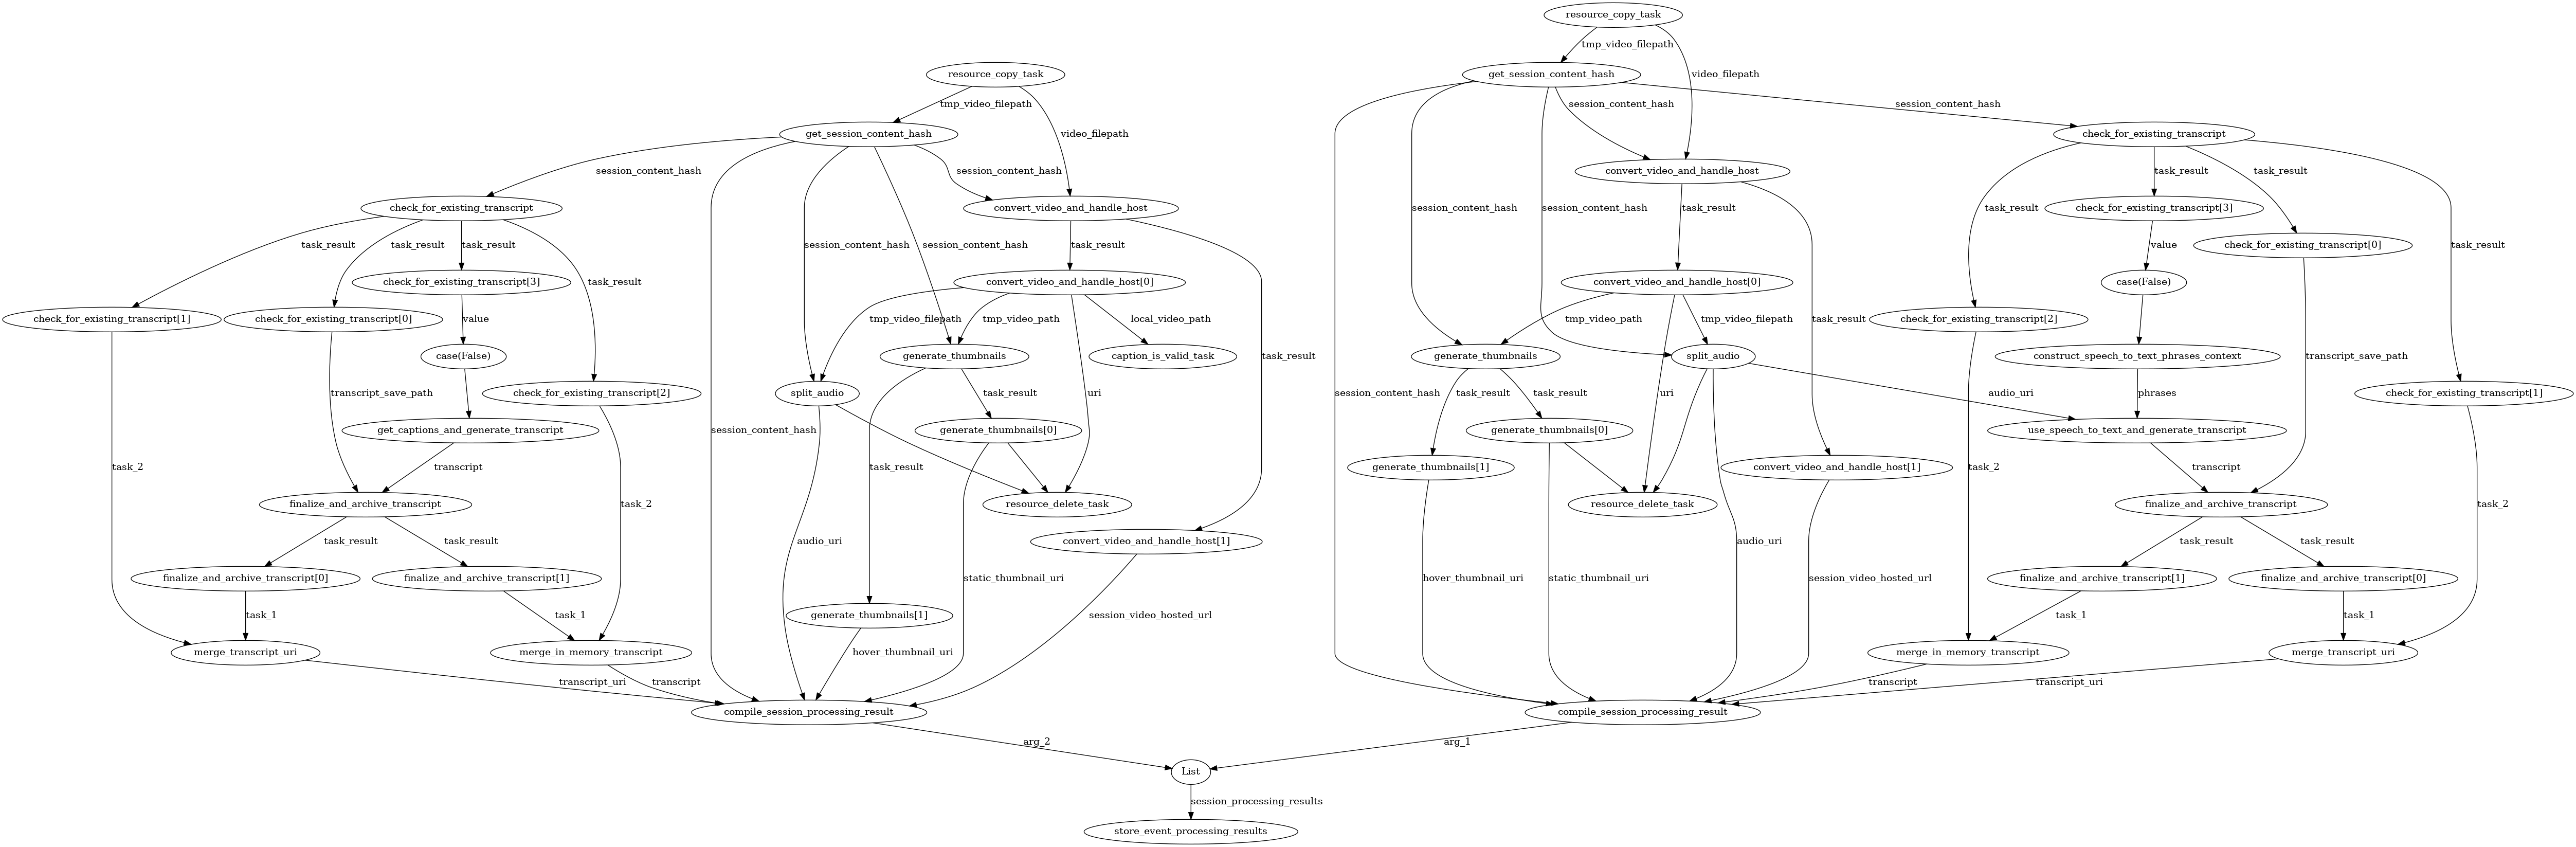 resource_copy_task
tmp_video_filepath
resource_copy_task
get_session_content_hash
video_filepath
tmp_video_filepath
session_content_hash
session_content_hash
get_session_content_hash
video_filepath
check_for_existing_transcript
session_content_hash
session_content_hash
convert_video_and_handle_host
task_result
task_result
check_for_existing_transcript
convert_video_and_handle_host
session_content_hash
session_content_hash
task_result
task_result
check_for_existing_transcript[3]
task_result
task_result
task_result
session_content_hash
session_content_hash
task_result
value
check_for_existing_transcript[0]
task_result
check_for_existing_transcript[3]
task_result
convert_video_and_handle_host[0]
convert_video_and_handle_host[0]
case(False)
check_for_existing_transcript[1]
check_for_existing_transcript[0]
value
tmp_video_filepath
tmp_video_path
local_video_path
tmp_video_path
tmp_video_filepath
task_result
check_for_existing_transcript[2]
case(False)
generate_thumbnails
caption_is_valid_task
task_result
generate_thumbnails
split_audio
construct_speech_to_text_phrases_context
transcript_save_path
transcript_save_path
check_for_existing_transcript[2]
split_audio
task_result
uri
session_content_hash
task_result
task_result
uri
audio_uri
phrases
check_for_existing_transcript[1]
get_captions_and_generate_transcript
session_content_hash
generate_thumbnails[0]
generate_thumbnails[0]
use_speech_to_text_and_generate_transcript
task_2
transcript
task_result
generate_thumbnails[1]
convert_video_and_handle_host[1]
task_2
transcript
finalize_and_archive_transcript
task_2
resource_delete_task
resource_delete_task
finalize_and_archive_transcript
task_2
task_result
task_result
audio_uri
convert_video_and_handle_host[1]
audio_uri
task_result
task_result
finalize_and_archive_transcript[0]
finalize_and_archive_transcript[1]
static_thumbnail_uri
hover_thumbnail_uri
static_thumbnail_uri
session_video_hosted_url
finalize_and_archive_transcript[1]
finalize_and_archive_transcript[0]
task_1
task_1
generate_thumbnails[1]
session_video_hosted_url
task_1
task_1
merge_transcript_uri
merge_in_memory_transcript
hover_thumbnail_uri
merge_in_memory_transcript
merge_transcript_uri
transcript_uri
transcript
transcript
transcript_uri
compile_session_processing_result
compile_session_processing_result
arg_2
arg_1
List
session_processing_results
store_event_processing_results